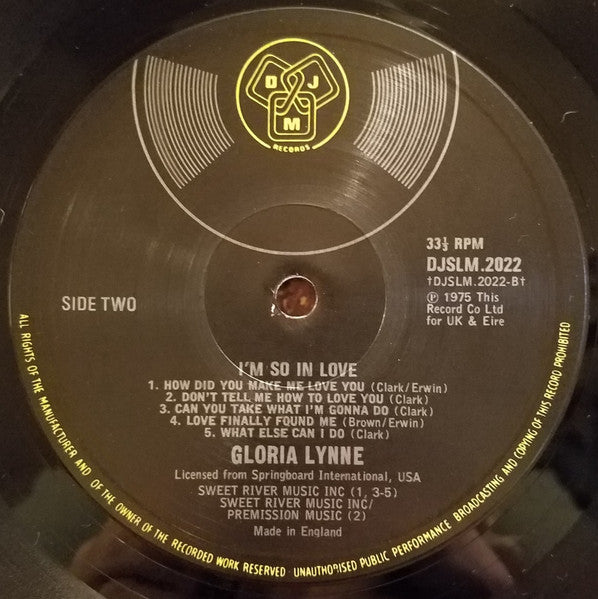 D J
M
RECORDS
33⅓ RPM
DJSLM.2022
†DJSLM.2022-B†
℗ 1975 This
Record Co Ltd
for UK & Eire
SIDE TWO
I'M SO IN LOVE
1. HOW DID YOU MAKE ME LOVE YOU (Clark/Erwin)
2. DON'T TELL ME HOW TO LOVE YOU (Clark)
3. CAN YOU TAKE WHAT I'M GONNA DO (Clark)
4. LOVE FINALLY FOUND ME (Brown/Erwin)
5. WHAT ELSE CAN I DO (Clark)
GLORIA LYNNE
Licensed from Springboard International, USA
SWEET RIVER MUSIC INC (1, 3-5)
SWEET RIVER MUSIC INC/
PREMISSION MUSIC (2)
Made in England
ALL RIGHTS OF THE MANUFACTURER AND OF THE OWNER OF THE RECORDED WORK RESERVED UNAUTHORISED PUBLIC PERFORMANCE BROADCASTING AND COPYING OF THIS RECORD PROHIBITED